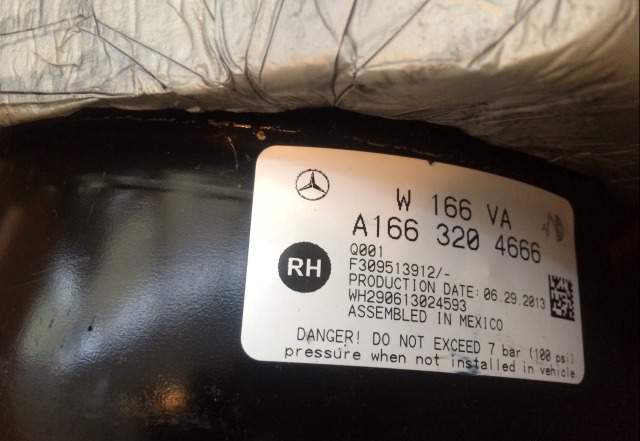 W 166 VA
A166 320 4666
Q001
RH
F309513912/-
PRODUCTION DATE: 06.29.2013
WH290613024593
ASSEMBLED IN MEXICO
DANGER! DO NOT EXCEED 7 bar (100 psi)
pressure when not installed in vehicle